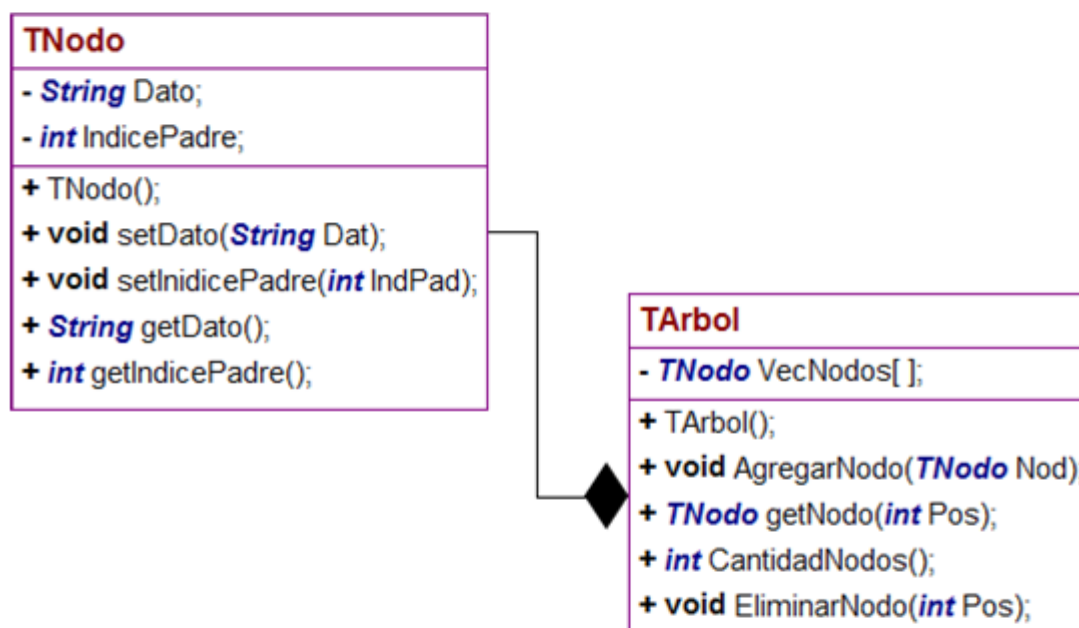 TNodo
- String Dato;
- int IndicePadre;
+ TNodo();
+ void setDato(String Dat);
+ void setInidicePadre(int IndPad);
+ String getDato();
+ int getIndicePadre();
TArbol
- TNodo VecNodos[ ];
+ TArbol();
+ void AgregarNodo(TNodo Nod);
+ TNodo getNodo(int Pos);
+ int CantidadNodos();
+ void EliminarNodo(int Pos);